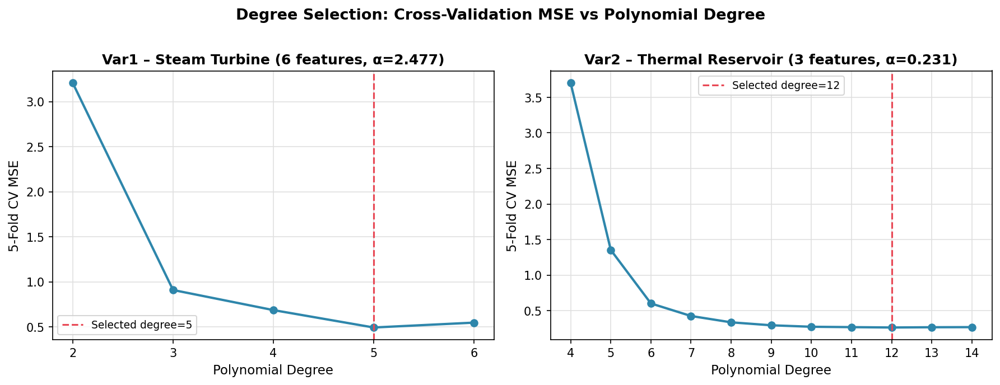 Degree Selection: Cross-Validation MSE vs Polynomial Degree
Var1 – Steam Turbine (6 features, α=2.477)
5-Fold CV MSE
3.0
2.5
2.0
1.5
1.0
0.5
Selected degree=5
2 3 4 5 6
Polynomial Degree
Var2 – Thermal Reservoir (3 features, α=0.231)
5-Fold CV MSE
Selected degree=12
3.5
3.0
2.5
2.0
1.5
1.0
0.5
4 5 6 7 8 9 10 11 12 13 14
Polynomial Degree